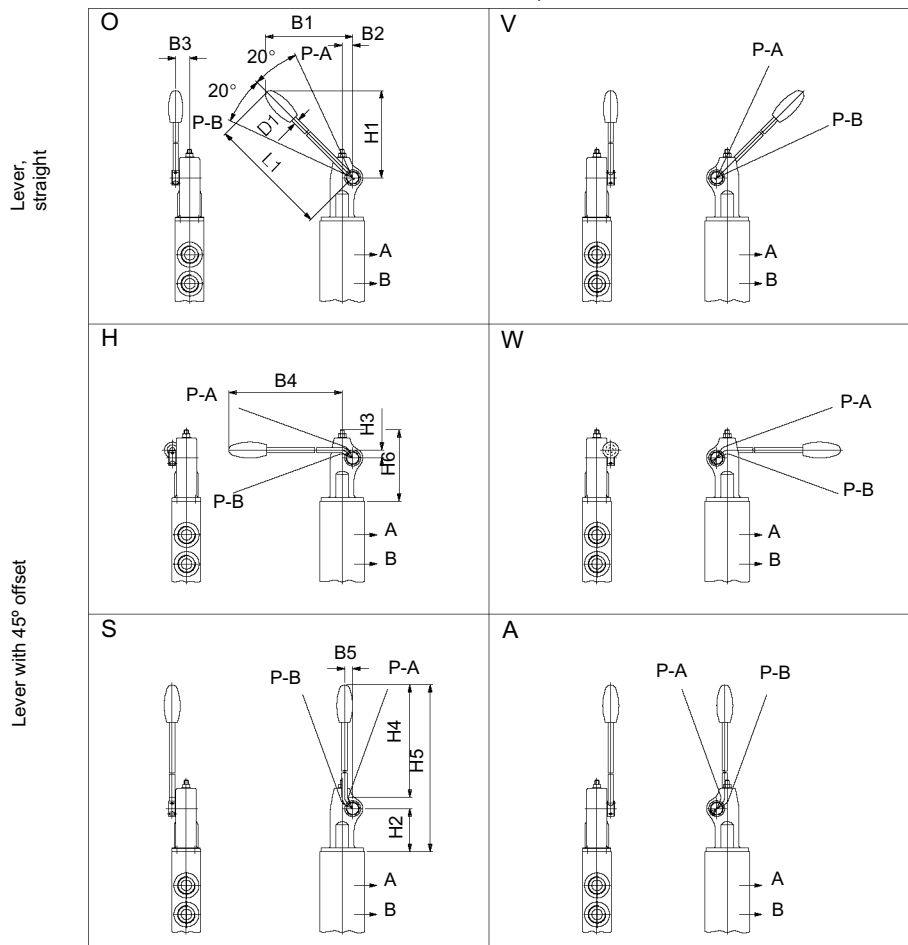 O
B1
B2
B3
P-A
20°
20°
P-B
D1
L1
H1
A
B
V
P-A
P-B
A
B
Lever,
straight
H
B4
P-A
H3
H6
P-B
A
B
W
P-A
P-B
A
B
Lever with 45º offset
S
B5
P-B
P-A
H4
H5
H2
A
B
A
P-A
P-B
A
B